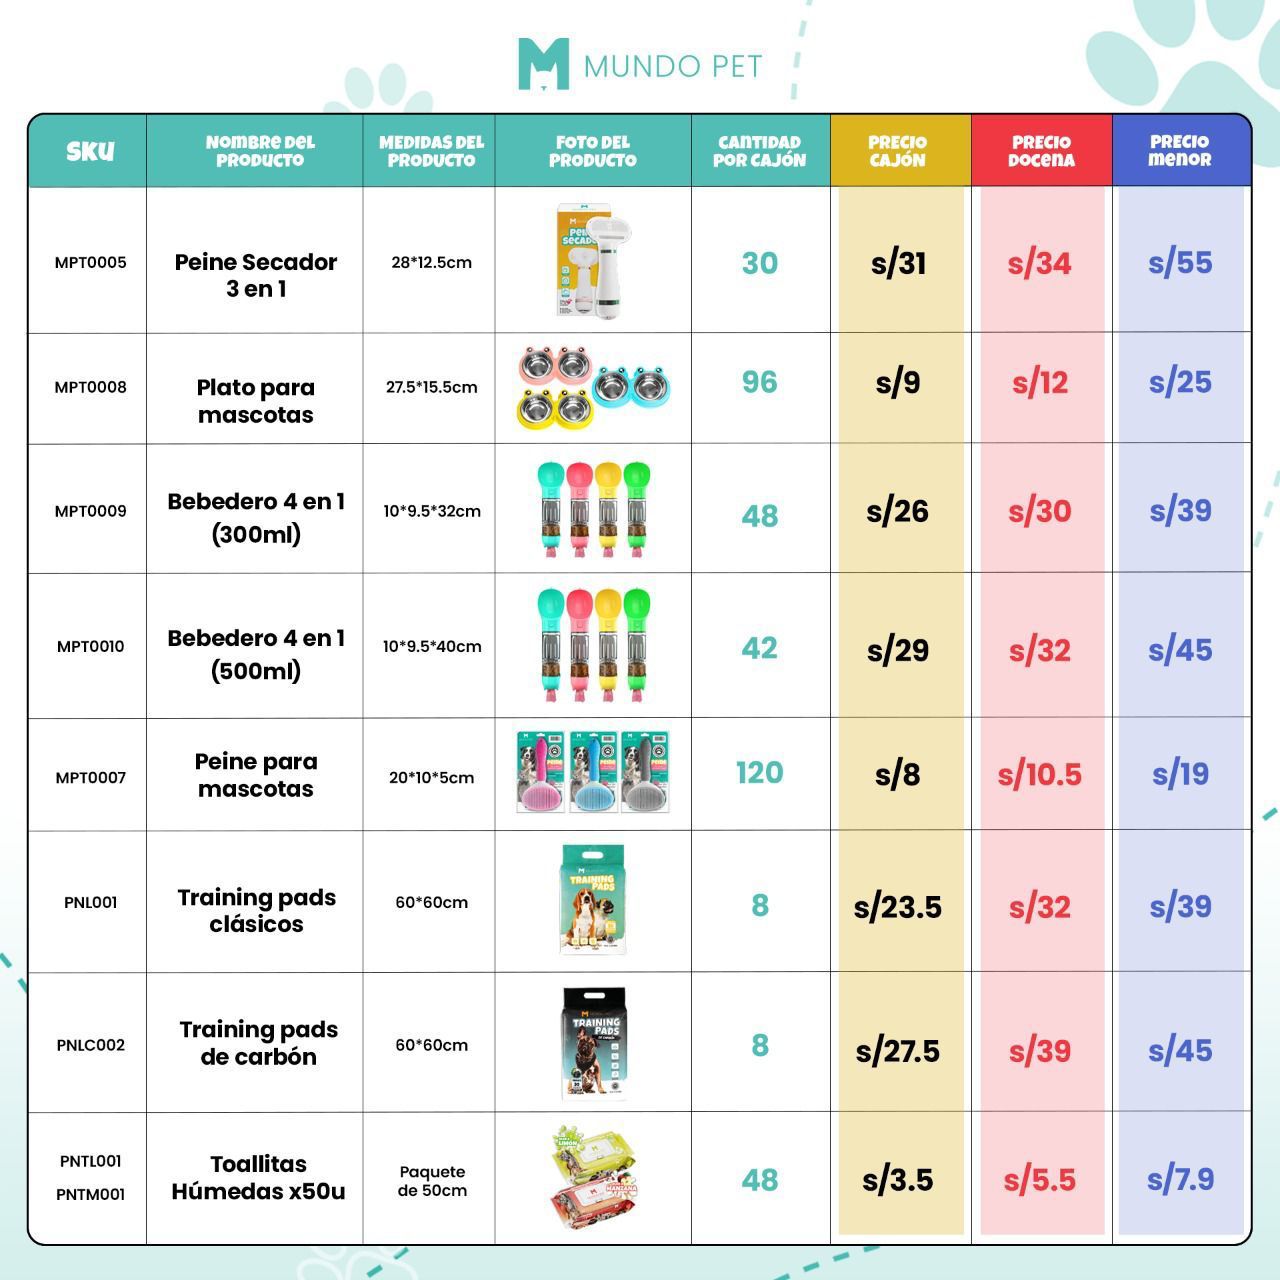 MUNDO PET
SKU
NOMBRE DEL
PRODUCTO
MEDIDAS DEL
PRODUCTO
FOTO DEL
PRODUCTO
CANTIDAD
POR CAJÓN
PRECIO
CAJÓN
PRECIO
DOCENA
PRECIO
MENOR
MPT0005
Peine Secador
3 en 1
28*12.5cm
30
s/31
s/34
s/55
MPT0008
Plato para
mascotas
27.5*15.5cm
96
s/9
s/12
s/25
MPT0009
Bebedero 4 en 1
(300ml)
10*9.5*32cm
48
s/26
s/30
s/39
MPT0010
Bebedero 4 en 1
(500ml)
10*9.5*40cm
42
s/29
s/32
s/45
MPT0007
Peine para
mascotas
20*10*5cm
PEINE
PEINE
PEINE
120
s/8
s/10.5
s/19
PNL001
Training pads
clásicos
60*60cm
TRAINING
PADS
8
s/23.5
s/32
s/39
PNLC002
Training pads
de carbón
60*60cm
TRAINING
PADS
8
s/27.5
s/39
s/45
PNTL001
PNTM001
Toallitas
Húmedas x50u
Paquete
de 50cm
LIMÓN
MANZANA
48
s/3.5
s/5.5
s/7.9